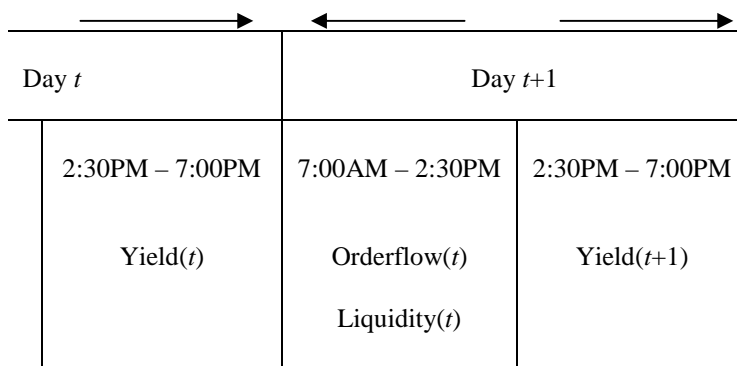 Day t
Day t+1
2:30PM – 7:00PM
7:00AM – 2:30PM
2:30PM – 7:00PM
Yield(t)
Orderflow(t)
Yield(t+1)
Liquidity(t)